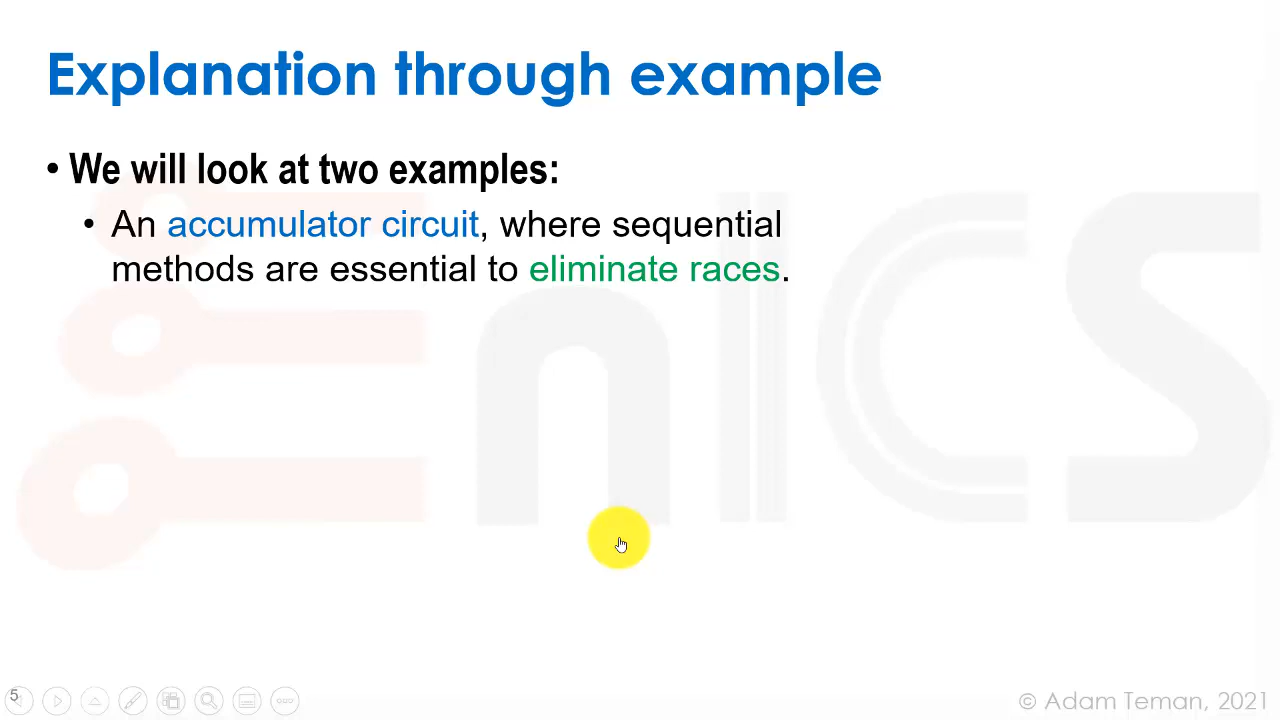 Explanation through example
• We will look at two examples:
• An accumulator circuit, where sequential
methods are essential to eliminate races.
EnICS
5
© Adam Teman, 2021